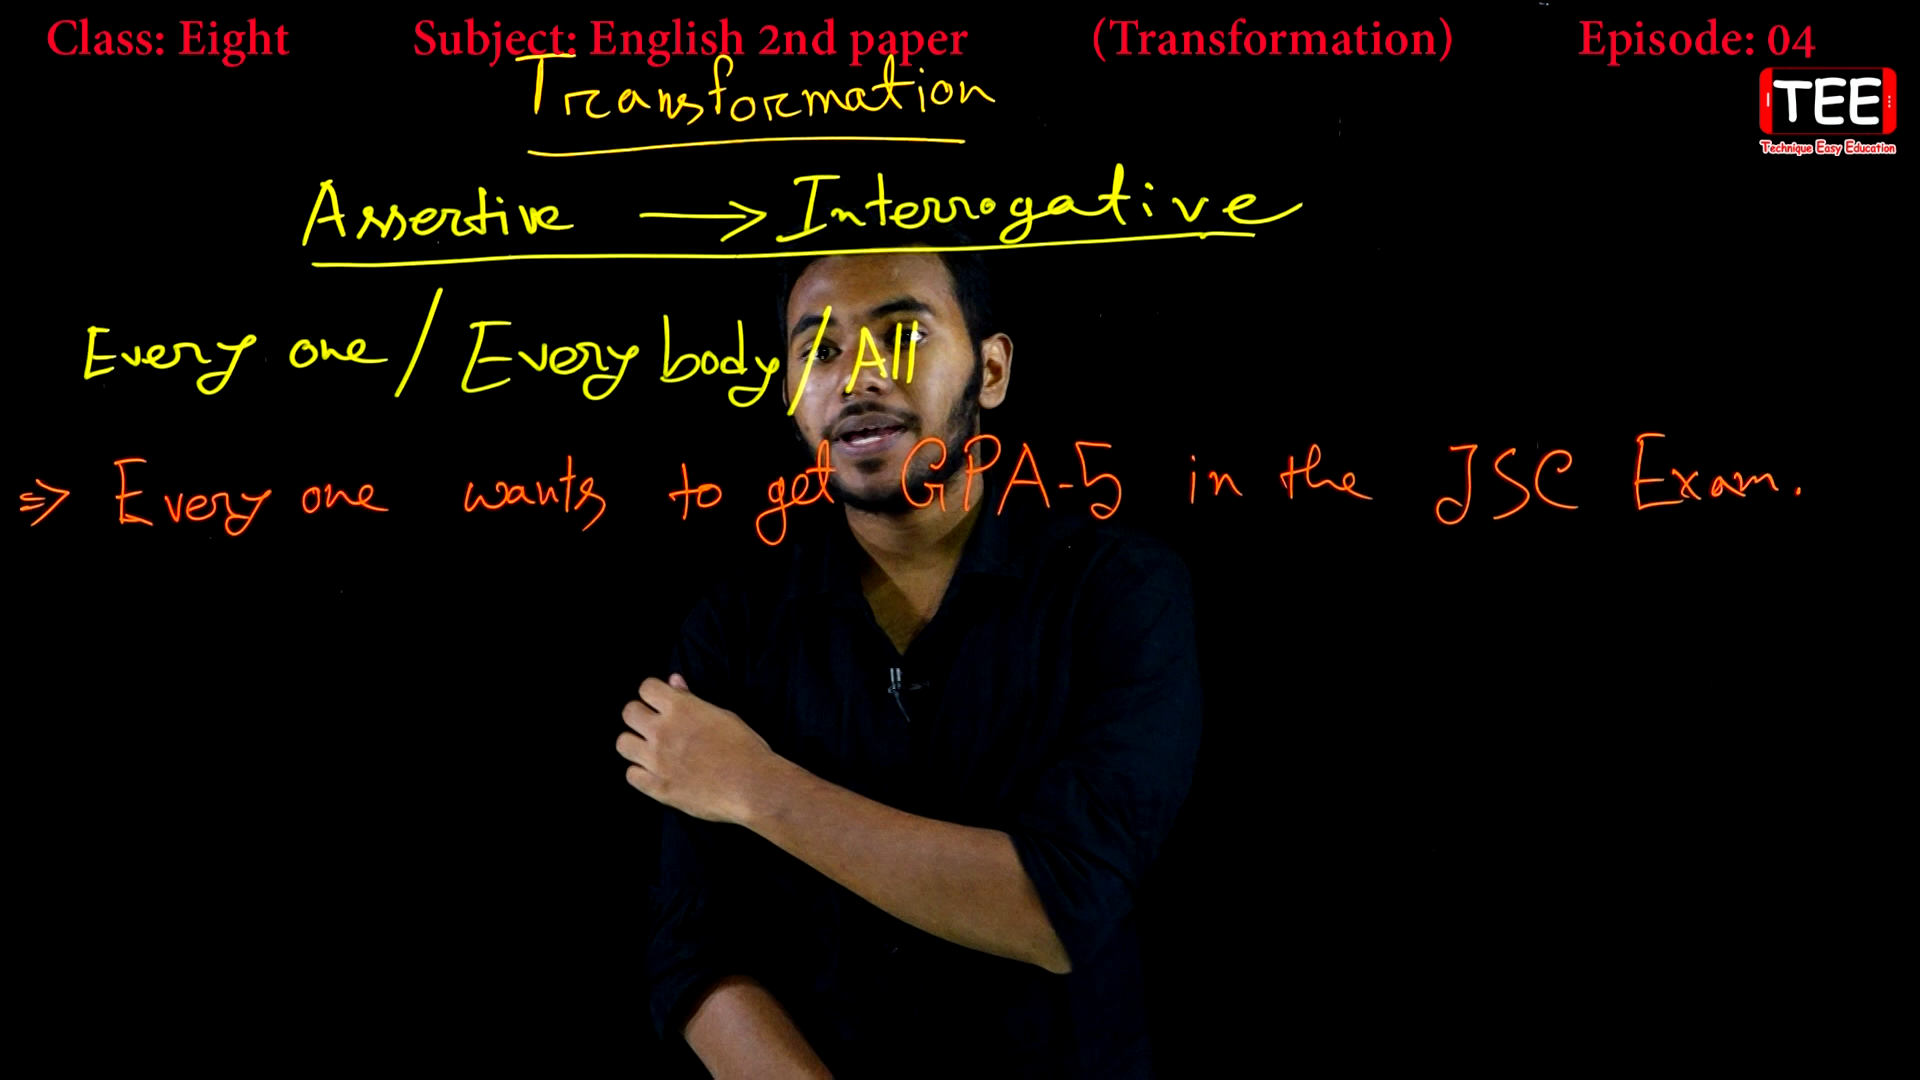 Class: Eight Subject: English 2nd paper (Transformation) Episode: 04
TEE
Technique Easy Education
Transformation
Assertive → Interrogative
Every one / Every body / All
⇒ Every one wants to get GPA-5 in the JSC Exam.